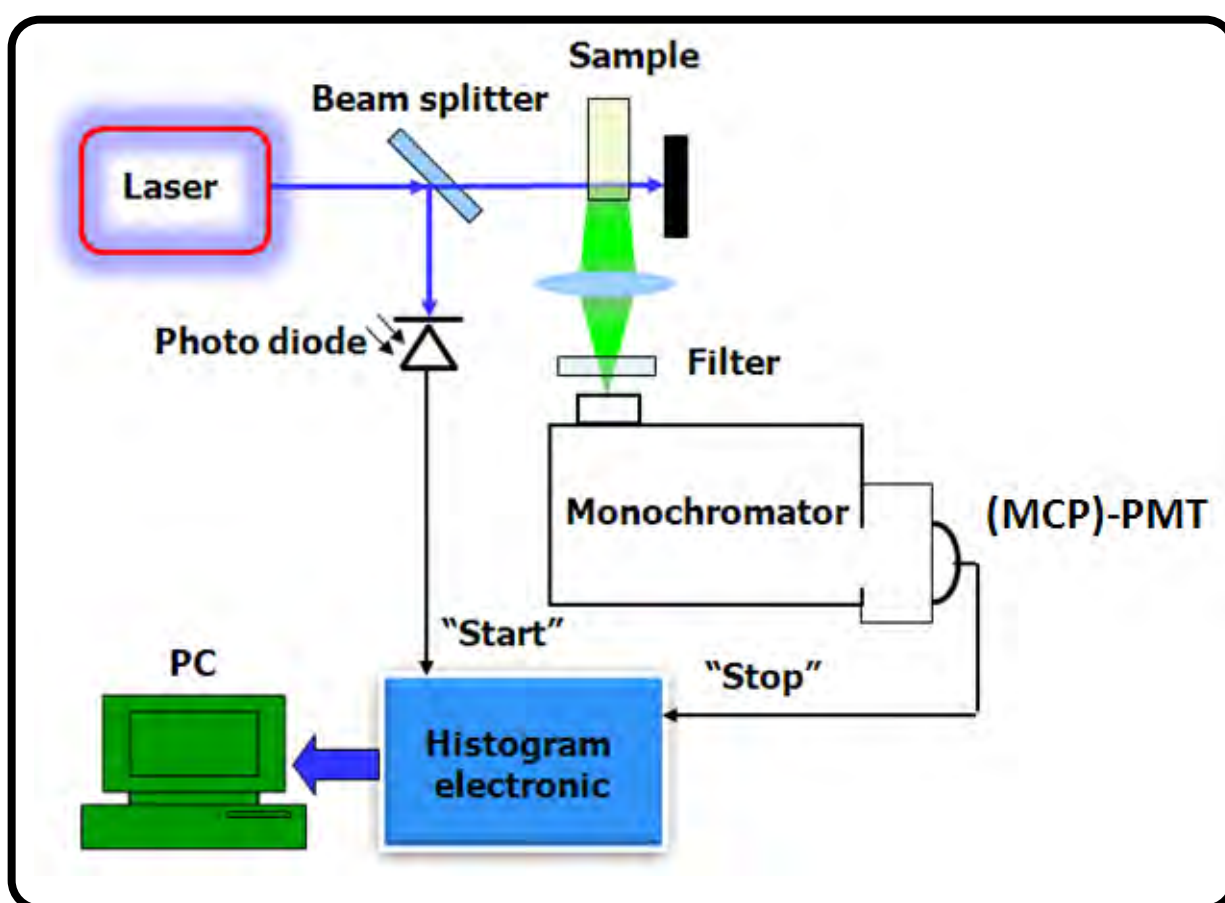 Sample
Beam splitter
Laser
Photo diode
Filter
Monochromator
(MCP)-PMT
“Start”
PC
“Stop”
Histogram
electronic